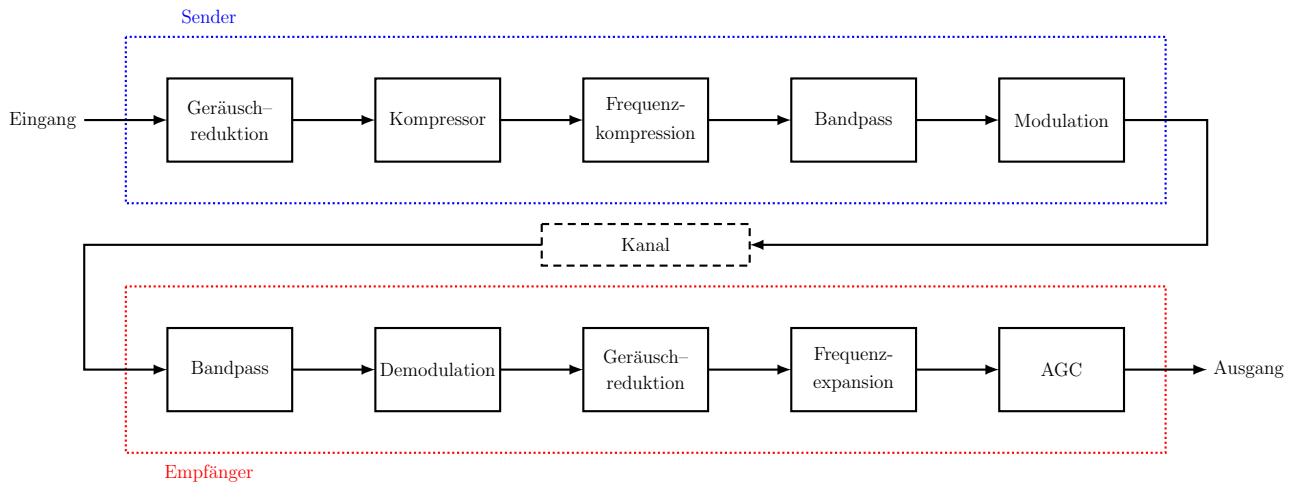 Sender
Eingang
Geräusch–
reduktion
Kompressor
Frequenz-
kompression
Bandpass
Modulation
Kanal
Bandpass
Demodulation
Geräusch–
reduktion
Frequenz-
expansion
AGC
Ausgang
Empfänger